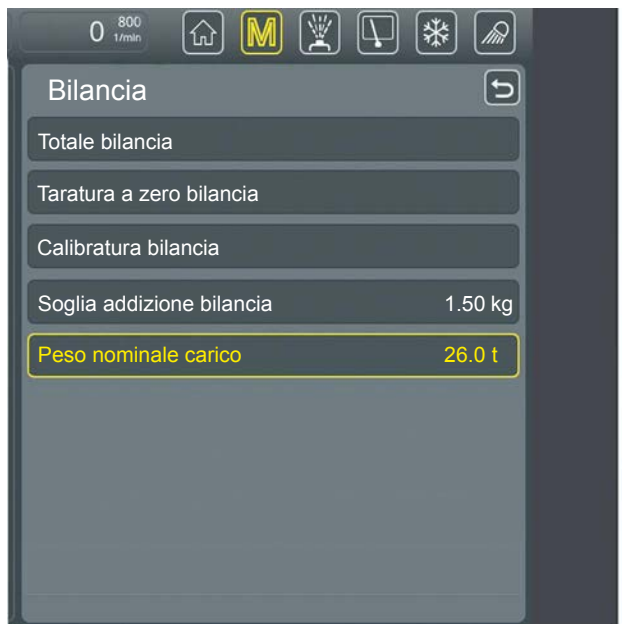 0 800 1/min M
Bilancia
Totale bilancia
Taratura a zero bilancia
Calibratura bilancia
Soglia addizione bilancia 1.50 kg
Peso nominale carico 26.0 t